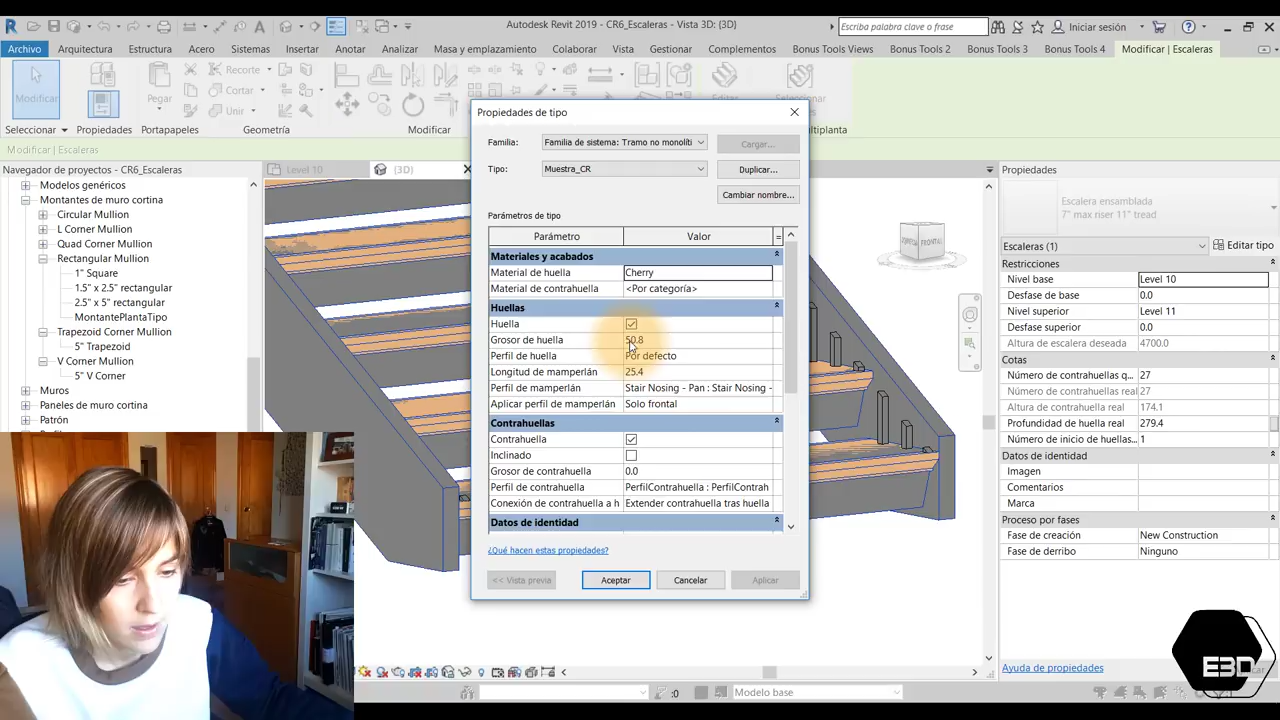 Autodesk Revit 2019 - CR6_Escaleras - Vista 3D: {3D}
Escriba palabra clave o frase
Iniciar sesión
Archivo Arquitectura Estructura Acero Sistemas Insertar Anotar Analizar Masa y emplazamiento Colaborar Vista Gestionar Complementos Bonus Tools Views Bonus Tools 2 Bonus Tools 3 Bonus Tools 4 Modificar | Escaleras
Modificar
Pegar
Recorte
Cortar
Unir
Seleccionar Propiedades Portapapeles Geometría Modificar
Modificar | Escaleras
Navegador de proyectos - CR6_Escaleras
Modelos genéricos
Montantes de muro cortina
Circular Mullion
L Corner Mullion
Quad Corner Mullion
Rectangular Mullion
1" Square
1.5" x 2.5" rectangular
2.5" x 5" rectangular
MontantePlantaTipo
Trapezoid Corner Mullion
5" Trapezoid
V Corner Mullion
5" V Corner
Muros
Paneles de muro cortina
Patrón
Level 10
{3D}
Propiedades de tipo
Familia: Familia de sistema: Tramo no monolíti Cargar...
Tipo: Muestra_CR Duplicar...
Cambiar nombre...
Parámetros de tipo
Parámetro Valor =
Materiales y acabados
Material de huella Cherry
Material de contrahuella <Por categoría>
Huellas
Huella
Grosor de huella 50.8
Perfil de huella Por defecto
Longitud de mamperlán 25.4
Perfil de mamperlán Stair Nosing - Pan : Stair Nosing -
Aplicar perfil de mamperlán Solo frontal
Contrahuellas
Contrahuella
Inclinado
Grosor de contrahuella 0.0
Perfil de contrahuella PerfilContrahuella : PerfilContrah
Conexión de contrahuella a h Extender contrahuella tras huella
Datos de identidad
¿Qué hacen estas propiedades?
<< Vista previa Aceptar Cancelar Aplicar
FRONTAL
Propiedades
Escalera ensamblada
7" max riser 11" tread
Escaleras (1) Editar tipo
Restricciones
Nivel base Level 10
Desfase de base 0.0
Nivel superior Level 11
Desfase superior 0.0
Altura de escalera deseada 4700.0
Cotas
Número de contrahuellas q... 27
Número de contrahuellas real 27
Altura de contrahuella real 174.1
Profundidad de huella real 279.4
Número de inicio de huellas... 1
Datos de identidad
Imagen
Comentarios
Marca
Proceso por fases
Fase de creación New Construction
Fase de derribo Ninguno
Ayuda de propiedades
E3D
:0
Modelo base